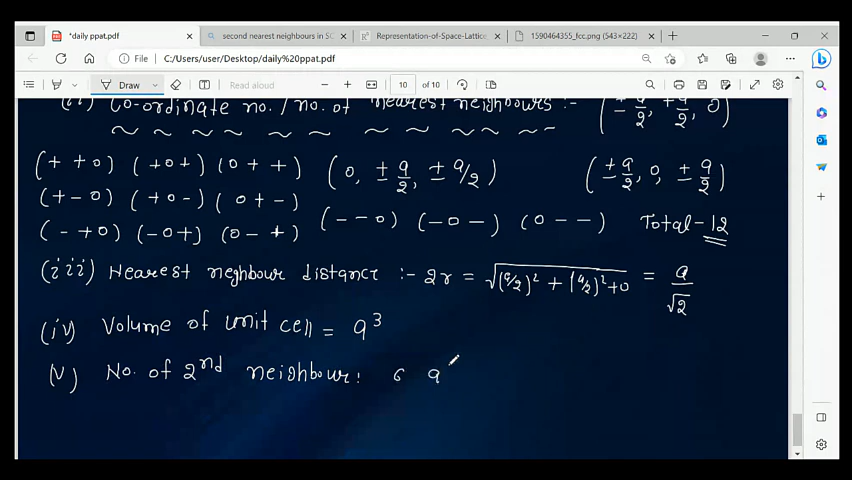 *daily ppat.pdf
second nearest neighbours in SC
Representation-of-Space-Lattice,
1590464355_fcc.png (543×222)
File
C:/Users/user/Desktop/daily%20ppat.pdf
Draw
Read aloud
10 of 10
Co-ordinate no. / no. of nearest neighbours :- (± a/2, ± a/2, 0)
(+ + 0) (+ 0 +) (0 + +) (0, ± a/2, ± a/2) (± a/2, 0, ± a/2)
(+ - 0) (+ 0 -) (0 + -)
(- - 0) (- 0 -) (0 - -) Total - 12
(- + 0) (- 0 +) (0 - +)
(iii) Nearest neghbour distance :- 2r = √(a/2)² + (a/2)² + 0 = a/√2
(iv) Volume of unit cell = a³
(v) No. of 2nd neighbour: 6 a